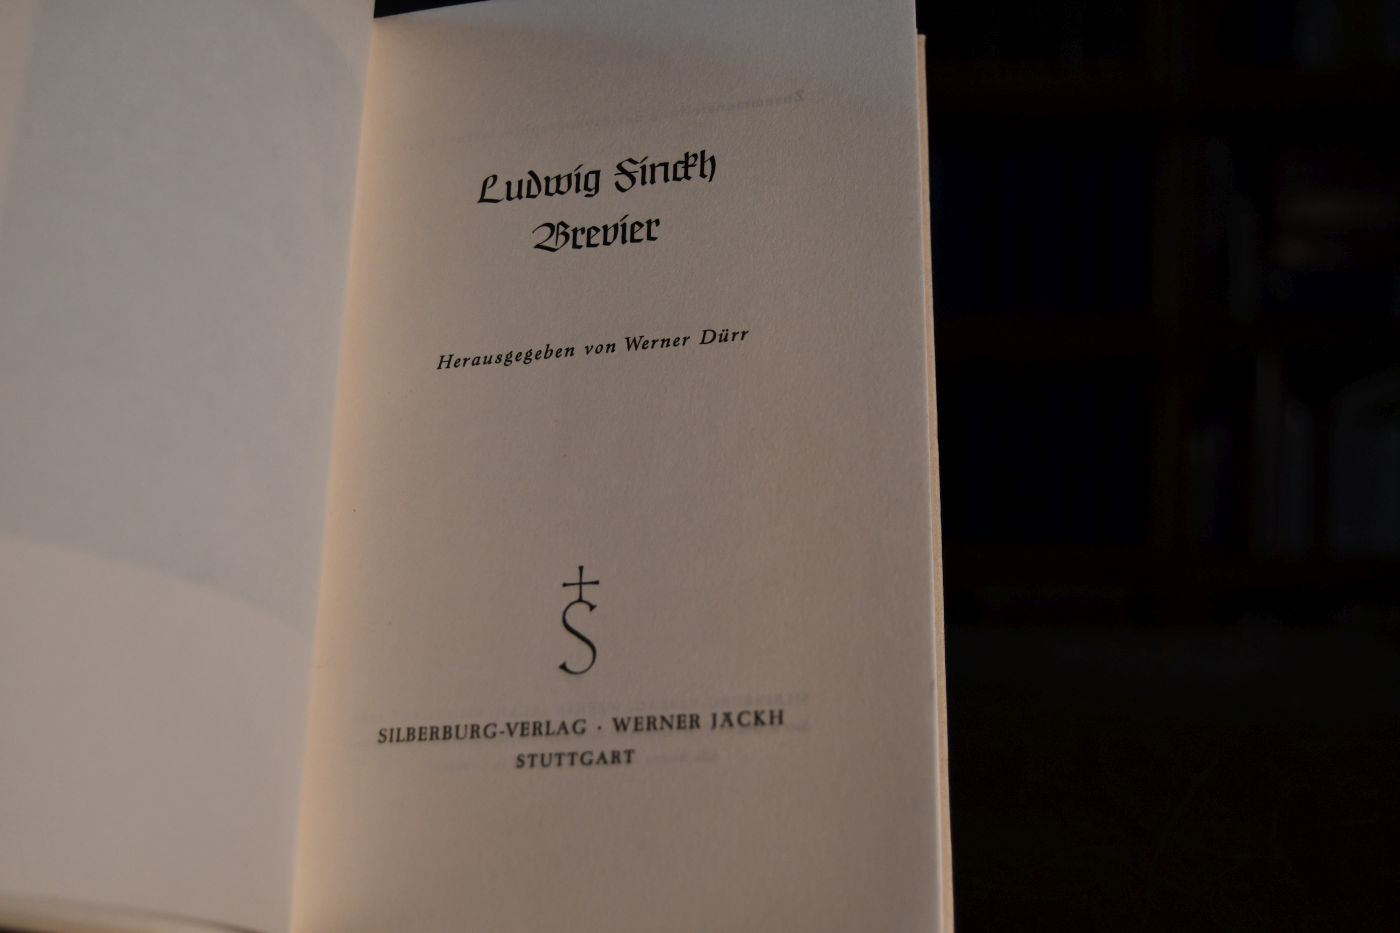 Ludwig Finckh
Brevier
Herausgegeben von Werner Dürr
S
SILBERBURG-VERLAG · WERNER JÄCKH
STUTTGART